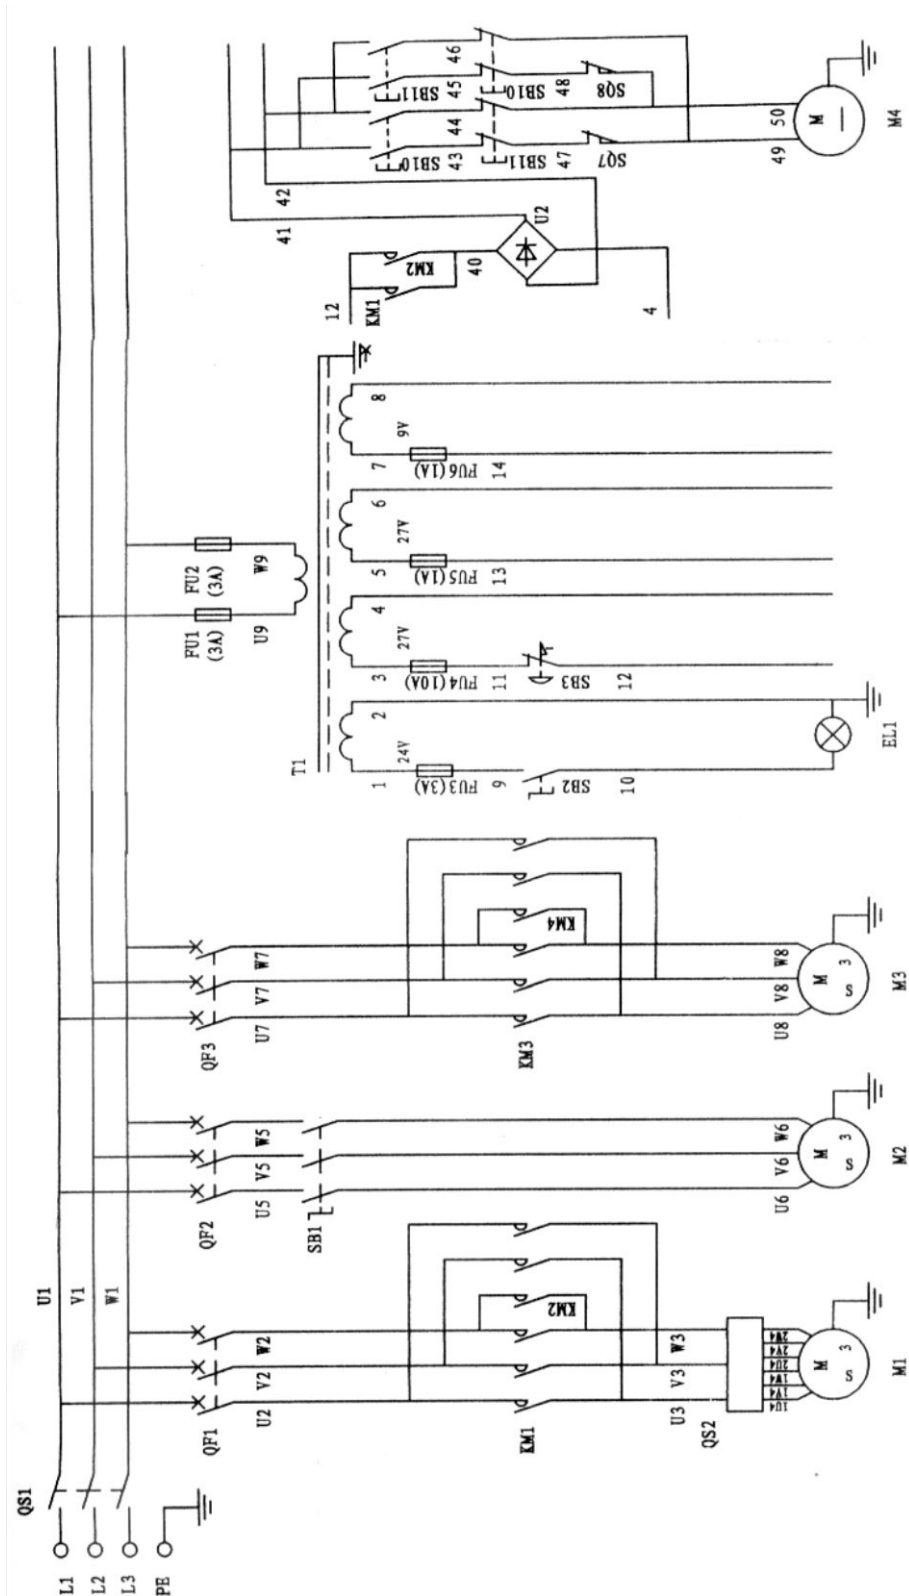 QS1
L1
L2
L3
PE
U1
V1
W1
QF1
U2
V2
W2
KM1
KM2
U3
V3
W3
QS2
1U4
1V4
1W4
2U4
2V4
2W4
M
S
3
M1
QF2
U5
V5
W5
SB1
U6
V6
W6
M
S
3
M2
QF3
U7
V7
W7
KM3
KM4
U8
V8
W8
M
S
3
M3
FU1
(3A)
FU2
(3A)
U9
W9
T1
1
24V
2
FU3(3A)
9
SB2
10
EL1
3
27V
4
FU4(10A)
11
SB3
12
5
27V
6
FU5(1A)
13
7
9V
8
FU6(1A)
14
12
KM1
KM2
40
U2
4
41
42
SB10
43
44
SB11
45
46
SB11
47
SB10
48
SQ7
SQ8
49
50
M
M4